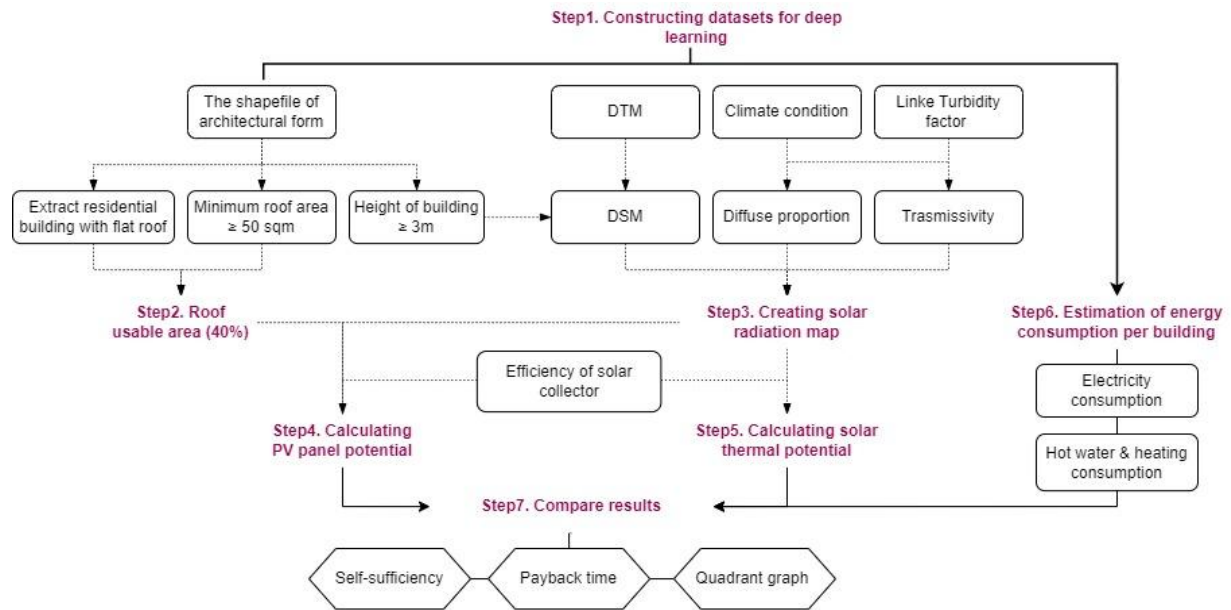 Step1. Constructing datasets for deep
learning
The shapefile of
architectural form
DTM
Climate condition
Linke Turbidity
factor
Extract residential
building with flat roof
Minimum roof area
≥ 50 sqm
Height of building
≥ 3m
DSM
Diffuse proportion
Trasmissivity
Step2. Roof
usable area (40%)
Step3. Creating solar
radiation map
Step6. Estimation of energy
consumption per building
Efficiency of solar
collector
Electricity
consumption
Step4. Calculating
PV panel potential
Step5. Calculating solar
thermal potential
Hot water & heating
consumption
Step7. Compare results
Self-sufficiency
Payback time
Quadrant graph